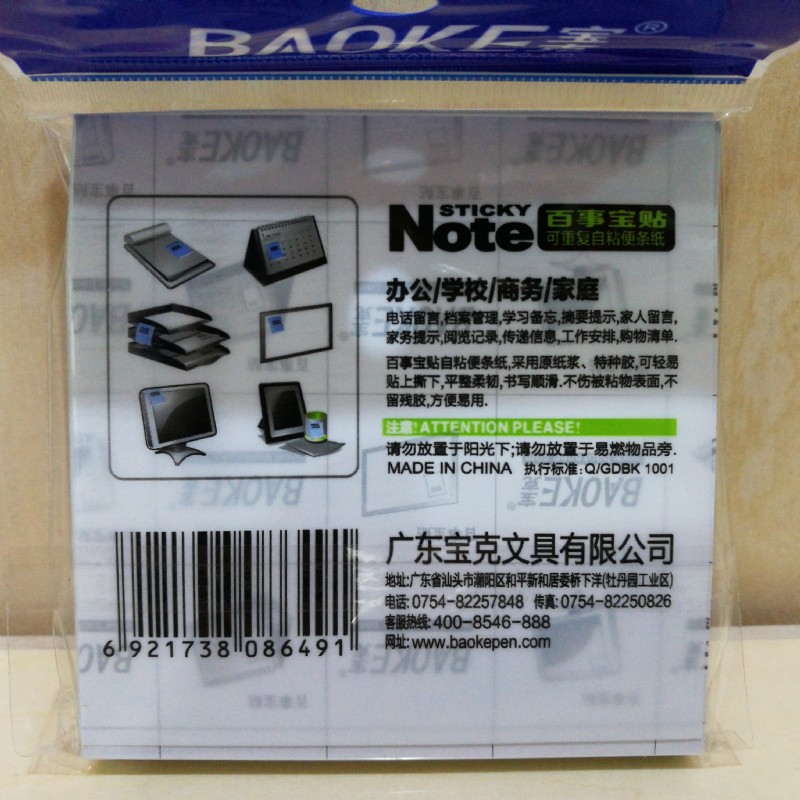 BAOKE宝克®
STICKY
Note
百事宝贴
可重复自粘便条纸
办公/学校/商务/家庭
电话留言,档案管理,学习备忘,摘要提示,家人留言,
家务提示,阅览记录,传递信息,工作安排,购物清单.
百事宝贴自粘便条纸,采用原纸浆、特种胶,可轻易
贴上撕下,平整柔韧,书写顺滑.不伤被粘物表面,不
留残胶,方便易用.
注意! ATTENTION PLEASE!
请勿放置于阳光下;请勿放置于易燃物品旁.
MADE IN CHINA 执行标准:Q/GDBK 1001
广东宝克文具有限公司
地址:广东省汕头市潮阳区和平新和居委桥下洋(牡丹园工业区)
电话:0754-82257848 传真:0754-82250826
客服热线:400-8546-888
网址:www.baokepen.com
6 921738 086491